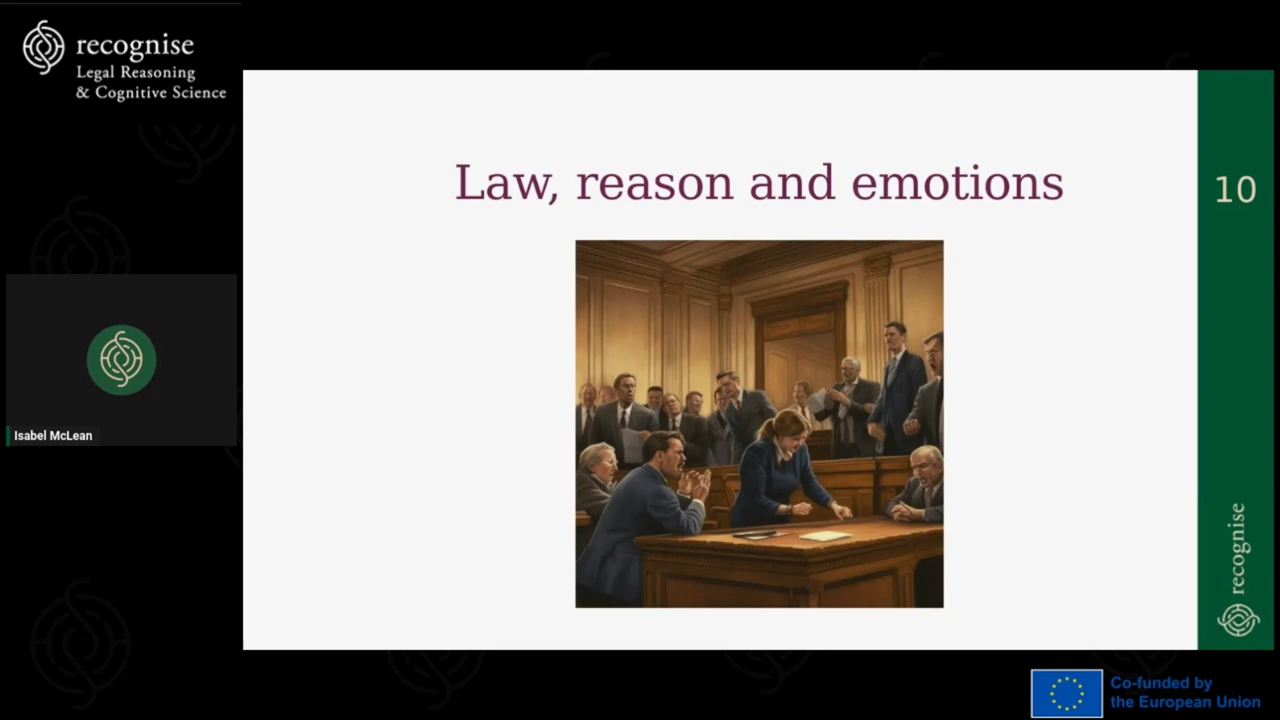 recognise
Legal Reasoning
& Cognitive Science
Law, reason and emotions
10
Isabel McLean
recognise
Co-funded by
the European Union